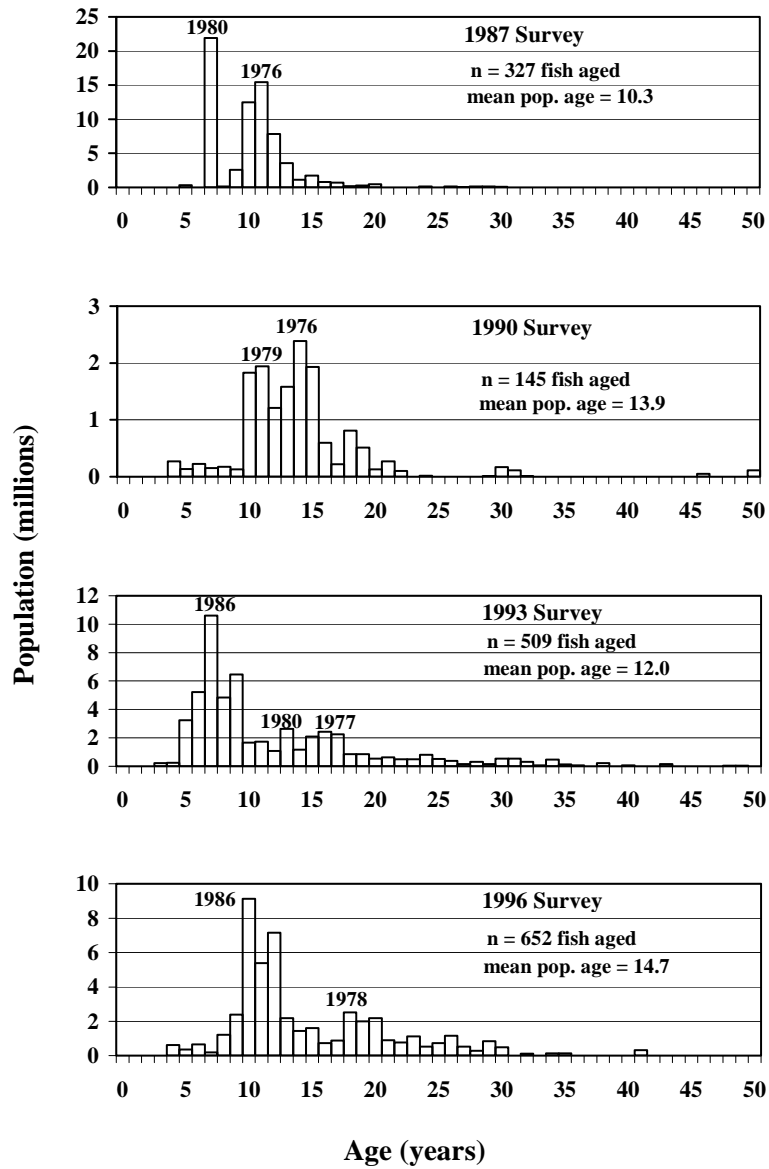 Population (millions)
25
20
15
10
5
0
1980
1976
1987 Survey
n = 327 fish aged
mean pop. age = 10.3
0 5 10 15 20 25 30 35 40 45 50
3
2
1
0
1979
1976
1990 Survey
n = 145 fish aged
mean pop. age = 13.9
0 5 10 15 20 25 30 35 40 45 50
12
10
8
6
4
2
0
1986
1980
1977
1993 Survey
n = 509 fish aged
mean pop. age = 12.0
0 5 10 15 20 25 30 35 40 45 50
10
8
6
4
2
0
1986
1978
1996 Survey
n = 652 fish aged
mean pop. age = 14.7
0 5 10 15 20 25 30 35 40 45 50
Age (years)